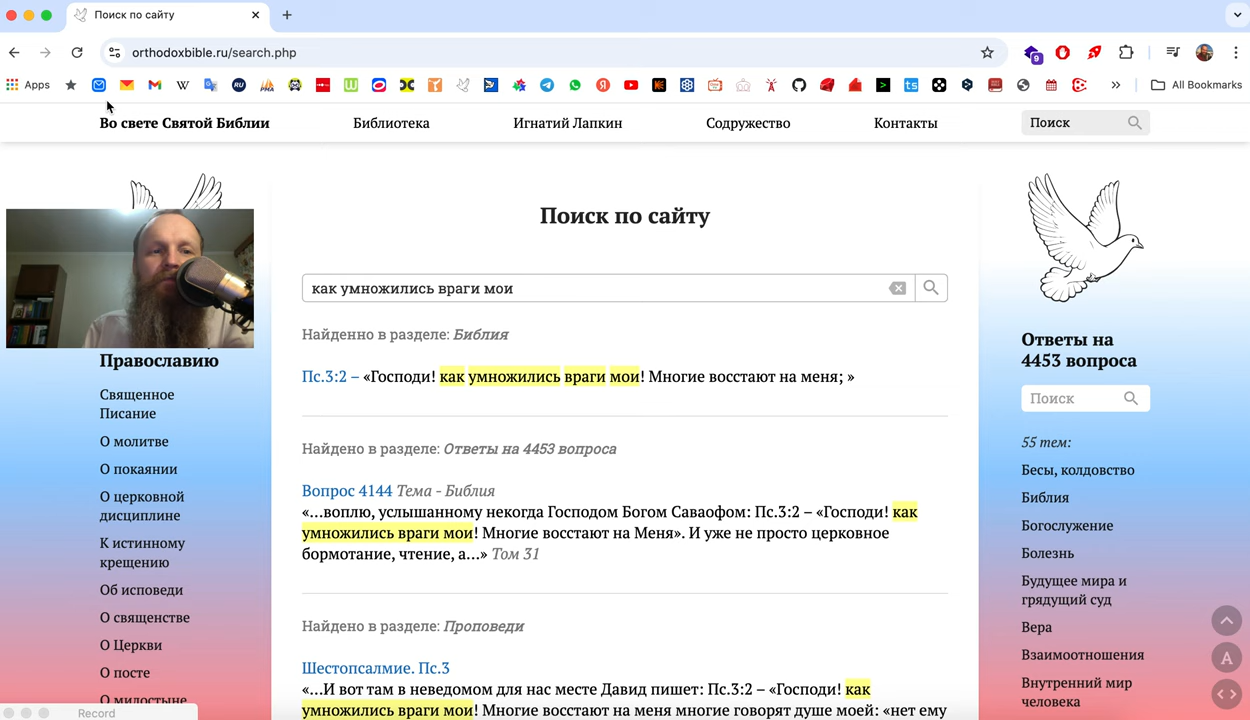 Поиск по сайту
orthodoxbible.ru/search.php
9
Apps
W
RU
All Bookmarks
Во свете Святой Библии
Библиотека
Игнатий Лапкин
Содружество
Контакты
Поиск
Православию
Священное
Писание
О молитве
О покаянии
О церковной
дисциплине
К истинному
крещению
Об исповеди
О священстве
О Церкви
О посте
О милостыне
Record
Поиск по сайту
как умножились враги мои
Найденно в разделе: Библия
Пс.3:2 – «Господи! как умножились враги мои! Многие восстают на меня; »
Найдено в разделе: Ответы на 4453 вопроса
Вопрос 4144 Тема - Библия
«...воплю, услышанному некогда Господом Богом Саваофом: Пс.3:2 – «Господи! как
умножились враги мои! Многие восстают на Меня». И уже не просто церковное
бормотание, чтение, а...» Том 31
Найдено в разделе: Проповеди
Шестопсалмие. Пс.3
«...И вот там в неведомом для нас месте Давид пишет: Пс.3:2 – «Господи! как
умножились враги мои! Многие восстают на меня многие говорят душе моей: «нет ему
Ответы на
4453 вопроса
Поиск
55 тем:
Бесы, колдовство
Библия
Богослужение
Болезнь
Будущее мира и
грядущий суд
Вера
Взаимоотношения
Внутренний мир
человека
A